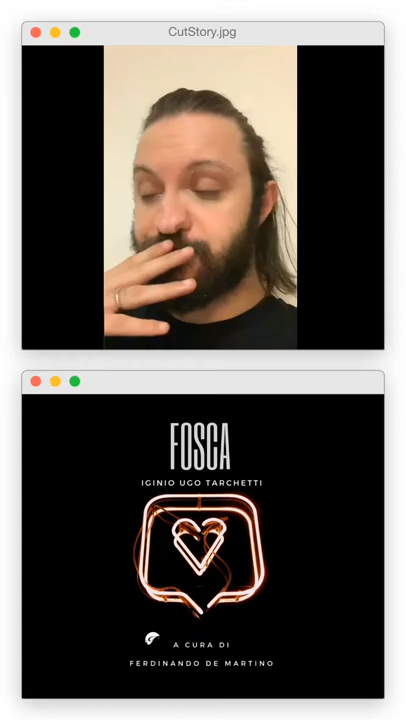 CutStory.jpg
FOSCA
IGINIO UGO TARCHETTI
A CURA DI
FERDINANDO DE MARTINO